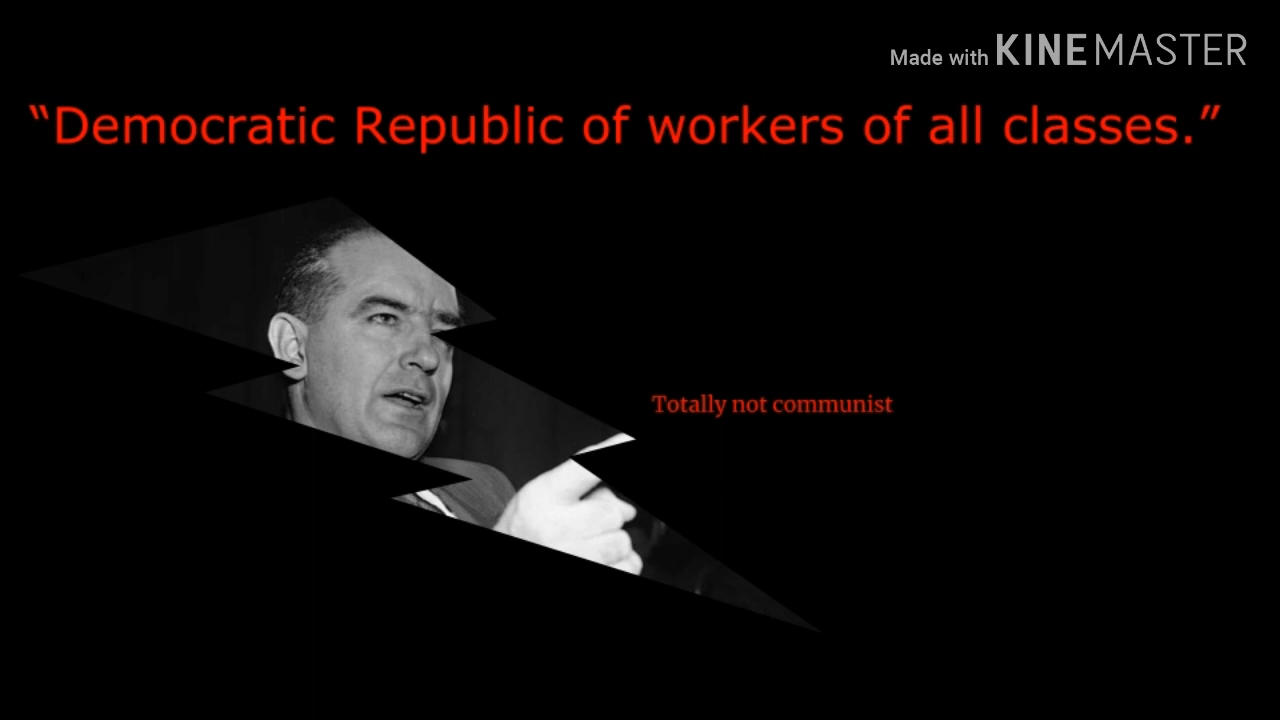 Made with KINEMASTER
“Democratic Republic of workers of all classes.”
Totally not communist